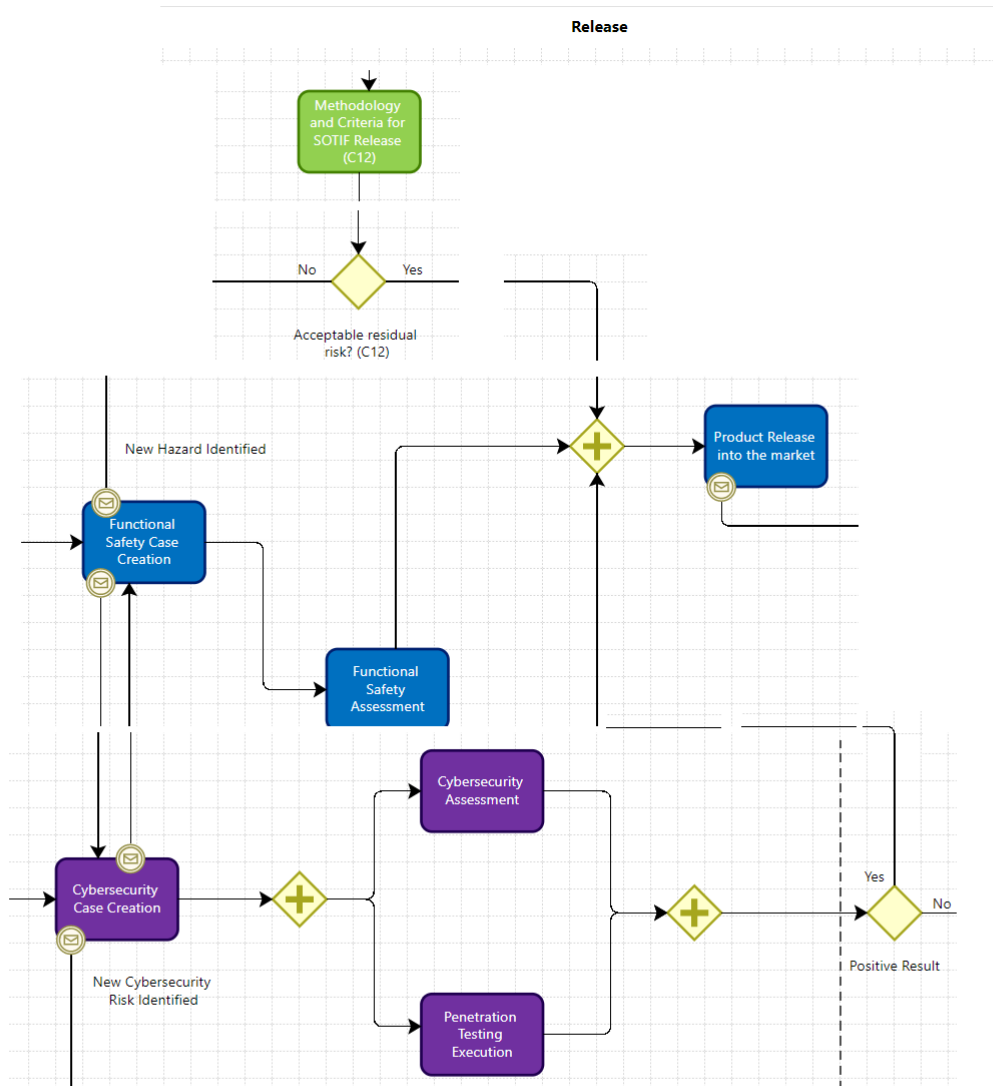 Release
Methodology
and Criteria for
SOTIF Release
(C12)
No
Yes
Acceptable residual
risk? (C12)
New Hazard Identified
Product Release
into the market
Functional
Safety Case
Creation
Functional
Safety
Assessment
Cybersecurity
Assessment
Cybersecurity
Case Creation
Yes
No
Positive Result
New Cybersecurity
Risk Identified
Penetration
Testing
Execution